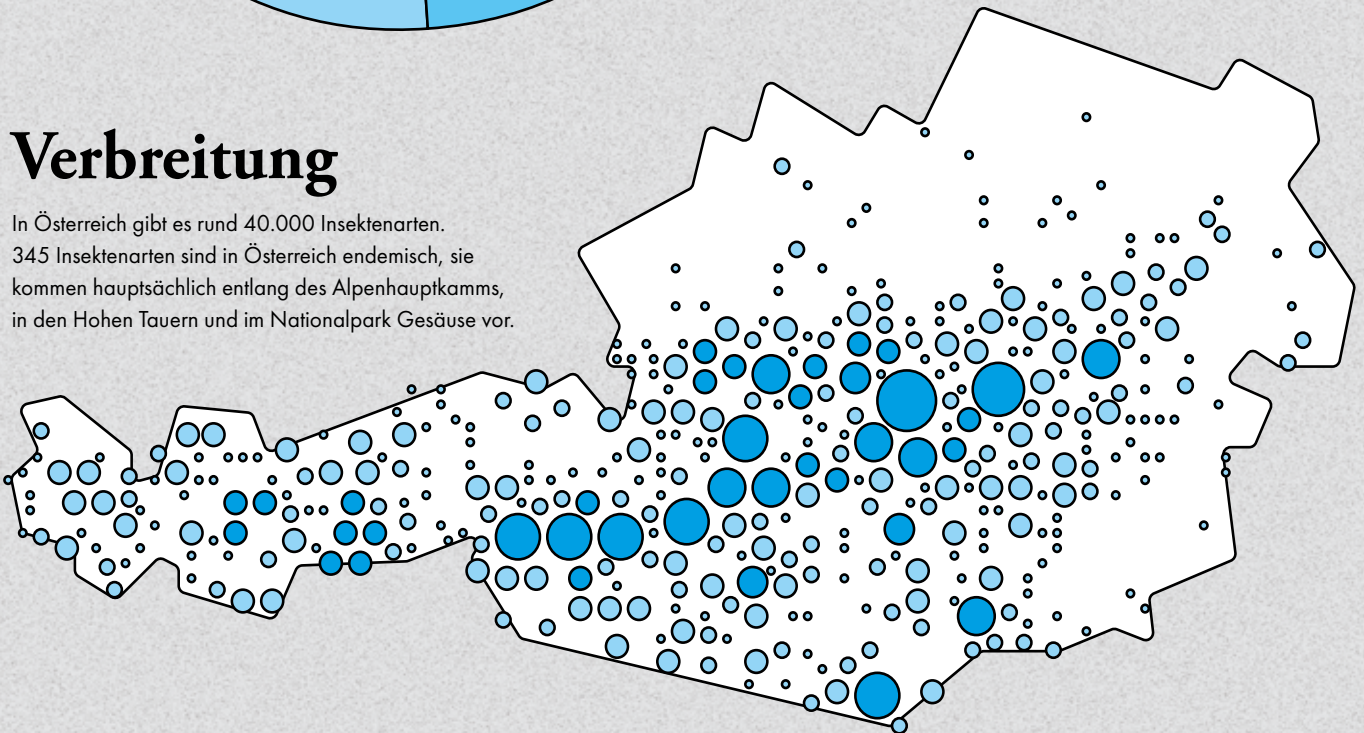 Verbreitung
In Österreich gibt es rund 40.000 Insektenarten.
345 Insektenarten sind in Österreich endemisch, sie
kommen hauptsächlich entlang des Alpenhauptkamms,
in den Hohen Tauern und im Nationalpark Gesäuse vor.